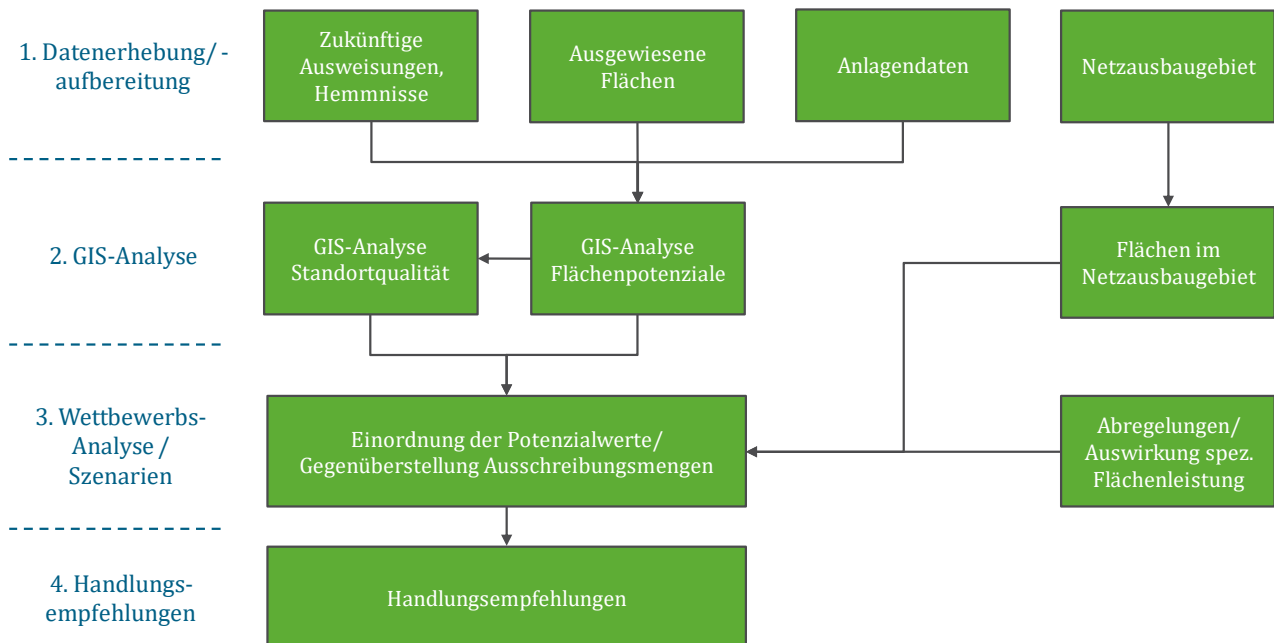 1. Datenerhebung/ -
aufbereitung
Zukünftige
Ausweisungen,
Hemmnisse
Ausgewiesene
Flächen
Anlagendaten
Netzausbaugebiet
2. GIS-Analyse
GIS-Analyse
Standortqualität
GIS-Analyse
Flächenpotenziale
Flächen im
Netzausbaugebiet
3. Wettbewerbs-
Analyse /
Szenarien
Einordnung der Potenzialwerte/
Gegenüberstellung Ausschreibungsmengen
Abregelungen/
Auswirkung spez.
Flächenleistung
4. Handlungs-
empfehlungen
Handlungsempfehlungen